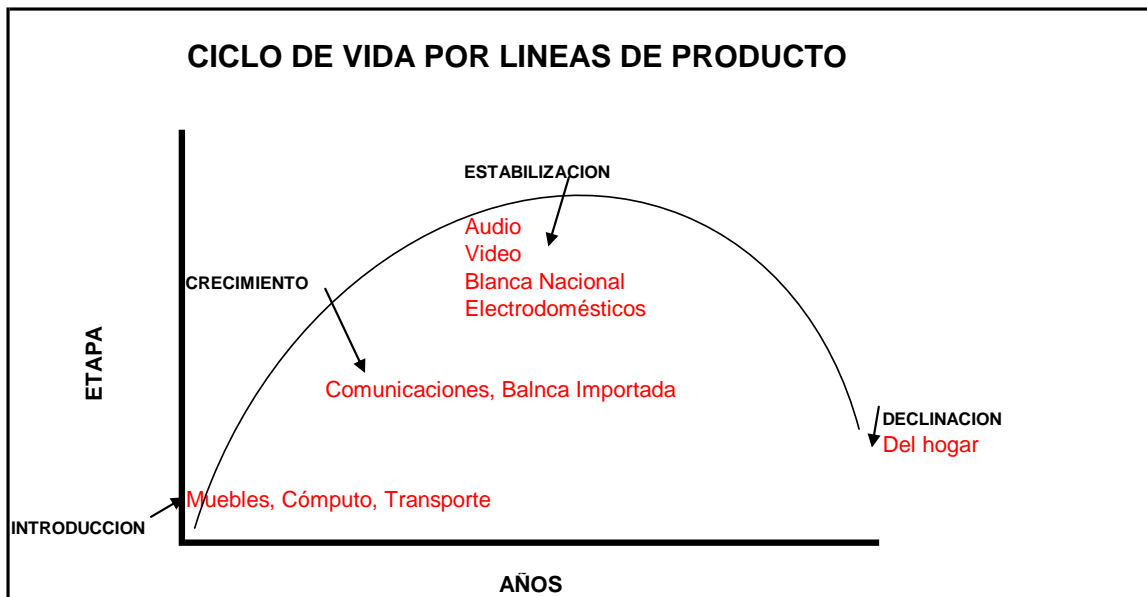 CICLO DE VIDA POR LINEAS DE PRODUCTO
ESTABILIZACION
Audio
Video
Blanca Nacional
Electrodomésticos
CRECIMIENTO
ETAPA
Comunicaciones, Balnca Importada
DECLINACION
Del hogar
Muebles, Cómputo, Transporte
INTRODUCCION
AÑOS